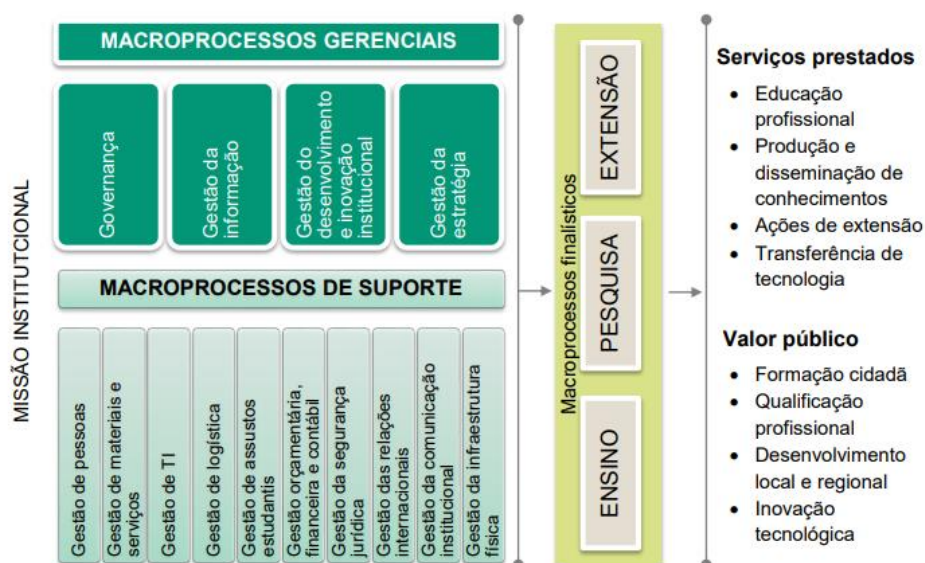 MISSÃO INSTITUTCIONAL
MACROPROCESSOS GERENCIAIS
Governança
Gestão da
informação
Gestão do
desenvolvimento
e inovação
institucional
Gestão da
estratégia
MACROPROCESSOS DE SUPORTE
Gestão de pessoas
Gestão de materiais e
serviços
Gestão de TI
Gestão de logística
Gestão de assustos
estudantis
Gestão orçamentária,
financeira e contábil
Gestão da segurança
jurídica
Gestão das relações
internacionais
Gestão da comunicação
institucional
Gestão da infraestrutura
física
Macroprocessos finalísticos
EXTENSÃO
PESQUISA
ENSINO
Serviços prestados
• Educação
profissional
• Produção e
disseminação de
conhecimentos
• Ações de extensão
• Transferência de
tecnologia
Valor público
• Formação cidadã
• Qualificação
profissional
• Desenvolvimento
local e regional
• Inovação
tecnológica